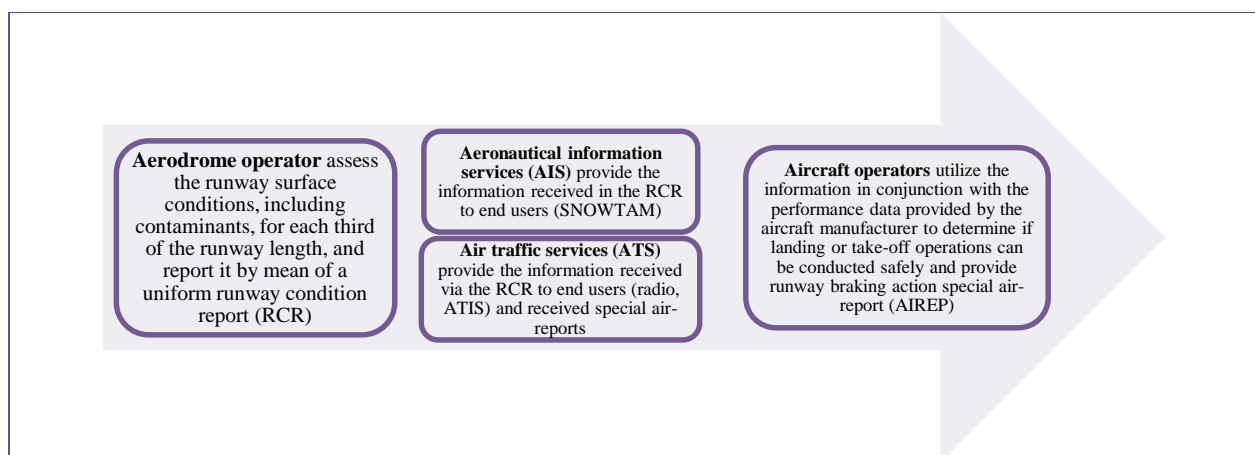 Aerodrome operator assess
the runway surface
conditions, including
contaminants, for each third
of the runway length, and
report it by mean of a
uniform runway condition
report (RCR)
Aeronautical information
services (AIS) provide the
information received in the RCR
to end users (SNOWTAM)
Air traffic services (ATS)
provide the information received
via the RCR to end users (radio,
ATIS) and received special air-
reports
Aircraft operators utilize the
information in conjunction with the
performance data provided by the
aircraft manufacturer to determine if
landing or take-off operations can
be conducted safely and provide
runway braking action special air-
report (AIREP)